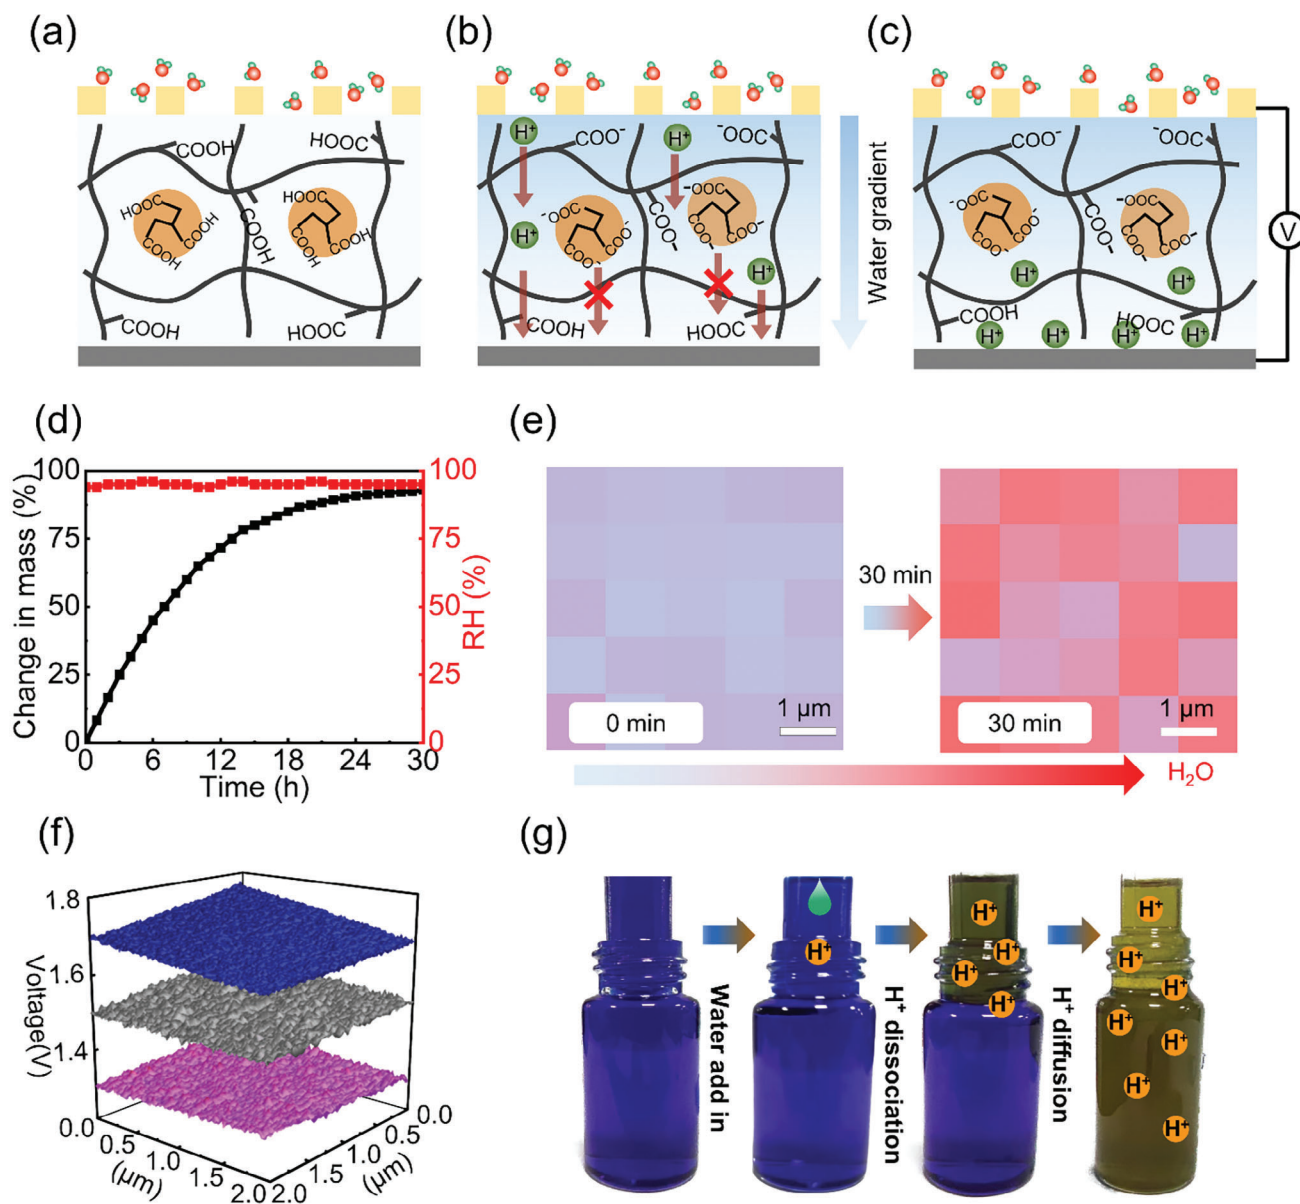 (a)
COOH
HOOC
HOOC
COOH
COOH
COOH
HOOC
COOH
COOH
COOH
HOOC
(b)
H⁺
COO⁻
H⁺
⁻OOC
⁻OOC
COO⁻
COO⁻
H⁺
COO⁻
⁻OOC
COO⁻
COO⁻
H⁺
COOH
HOOC
Water gradient
(c)
COO⁻
⁻OOC
⁻OOC
COO⁻
COO⁻
COO⁻
⁻OOC
COO⁻
COO⁻
H⁺
H⁺
COOH
HOOC
H⁺
H⁺
H⁺
H⁺
V
(d)
Change in mass (%)
100
75
50
25
0
0 6 12 18 24 30
Time (h)
100
75
50
25
0
RH (%)
(e)
0 min
1 μm
30 min
30 min
1 μm
H₂O
(f)
Voltage(V)
1.8
1.6
1.4
0.0
0.5
1.0
(μm)
2.0
2.0
1.5
1.0
0.5
0.0
(μm)
(g)
Water add in
H⁺
H⁺ dissociation
H⁺
H⁺
H⁺
H⁺
H⁺ diffusion
H⁺
H⁺
H⁺
H⁺
H⁺
H⁺
H⁺